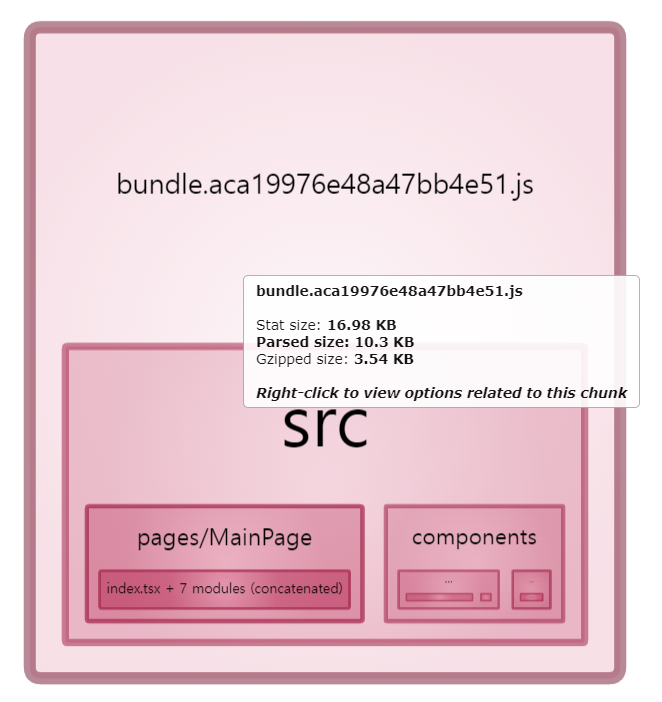 bundle.aca19976e48a47bb4e51.js
bundle.aca19976e48a47bb4e51.js
Stat size: 16.98 KB
Parsed size: 10.3 KB
Gzipped size: 3.54 KB
Right-click to view options related to this chunk
src
pages/MainPage
components
index.tsx + 7 modules (concatenated)
...